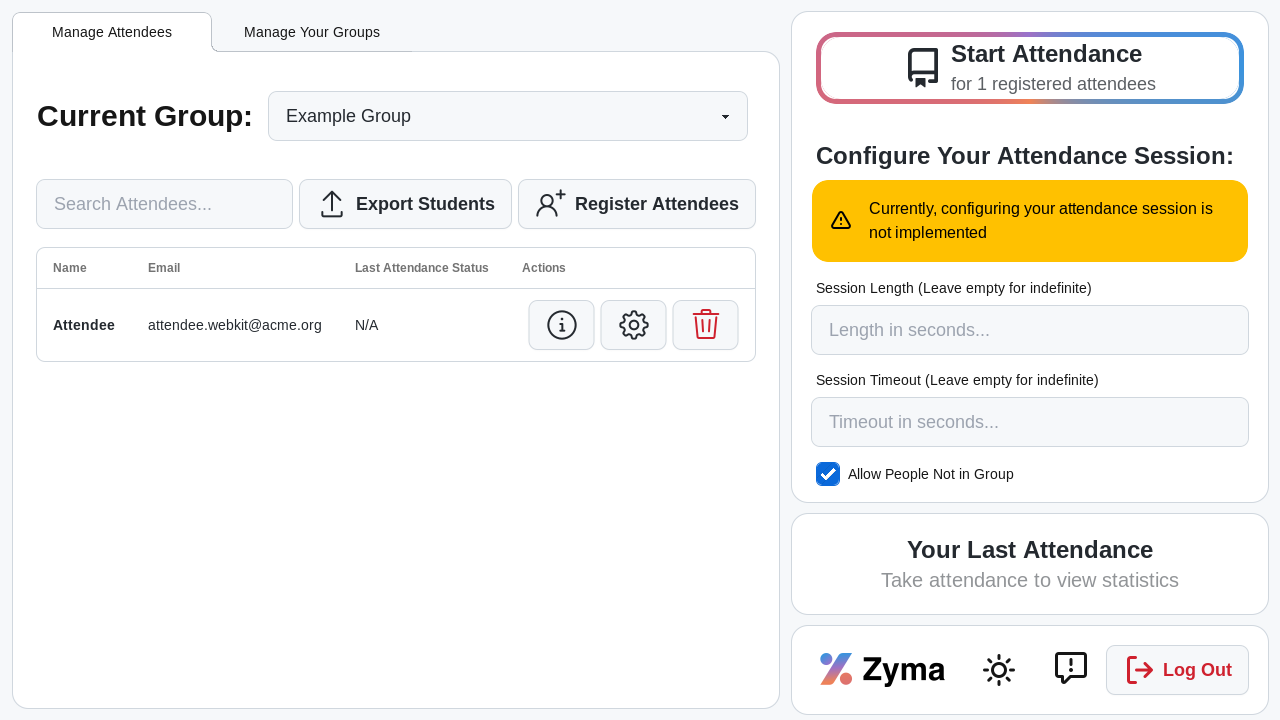 Manage Attendees
Manage Your Groups
Current Group:
Example Group
Search Attendees...
Export Students
Register Attendees
Name
Email
Last Attendance Status
Actions
Attendee
attendee.webkit@acme.org
N/A
Start Attendance
for 1 registered attendees
Configure Your Attendance Session:
Currently, configuring your attendance session is
not implemented
Session Length (Leave empty for indefinite)
Length in seconds...
Session Timeout (Leave empty for indefinite)
Timeout in seconds...
Allow People Not in Group
Your Last Attendance
Take attendance to view statistics
Zyma
Log Out